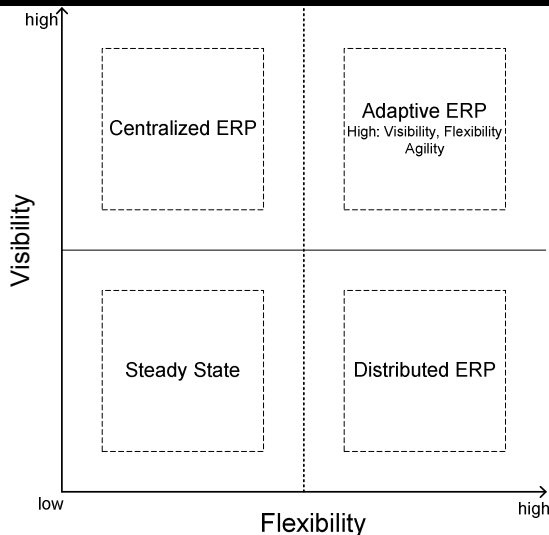 high
Centralized ERP
Adaptive ERP
High: Visibility, Flexibility
Agility
Visibility
Steady State
Distributed ERP
low
high
Flexibility